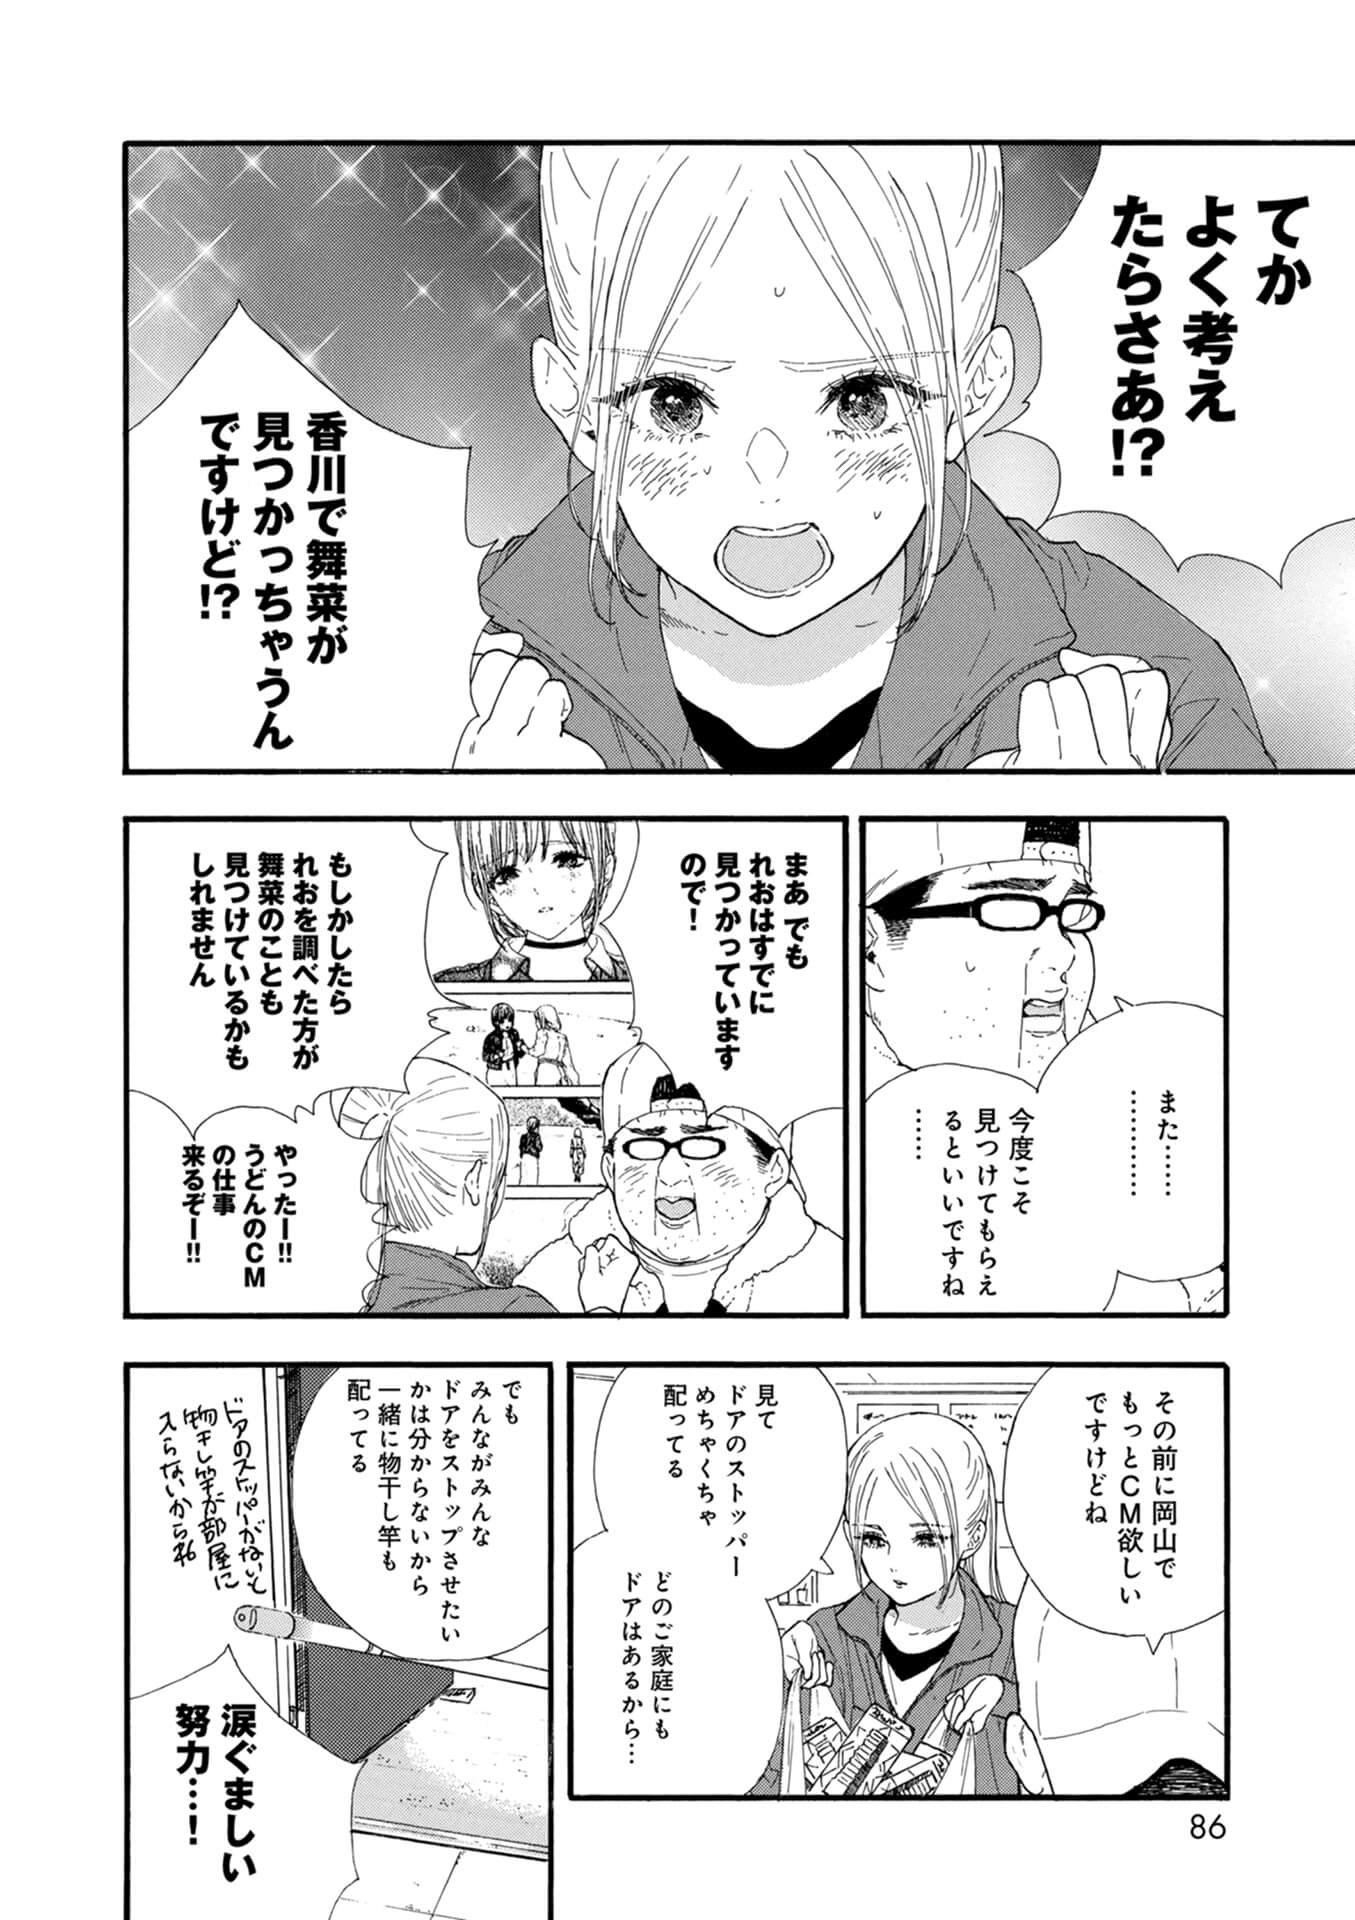 てか
よく考え
たらさあ!?
香川で舞菜が
見つかっちゃうん
ですけど!?
また……
…………
今度こそ
見つけてもらえ
るといいですね
……
まあ でも
れおはすでに
見つかっています
ので！
もしかしたら
れおを調べた方が
舞菜のことも
見つけているかも
しれません
やったー!!
うどんのCM
の仕事
来るぞー!!
その前に岡山で
もっとCM欲しい
ですけどね
見て
ドアのストッパー
めちゃくちゃ
配ってる
どのご家庭にも
ドアはあるから…
でも
みんながみんな
ドアをストップさせたい
かは分からないから
一緒に物干し竿も
配ってる
ドアのストッパーがないと
物干し竿が部屋に
入らないからね
涙ぐましい
努力…！
86